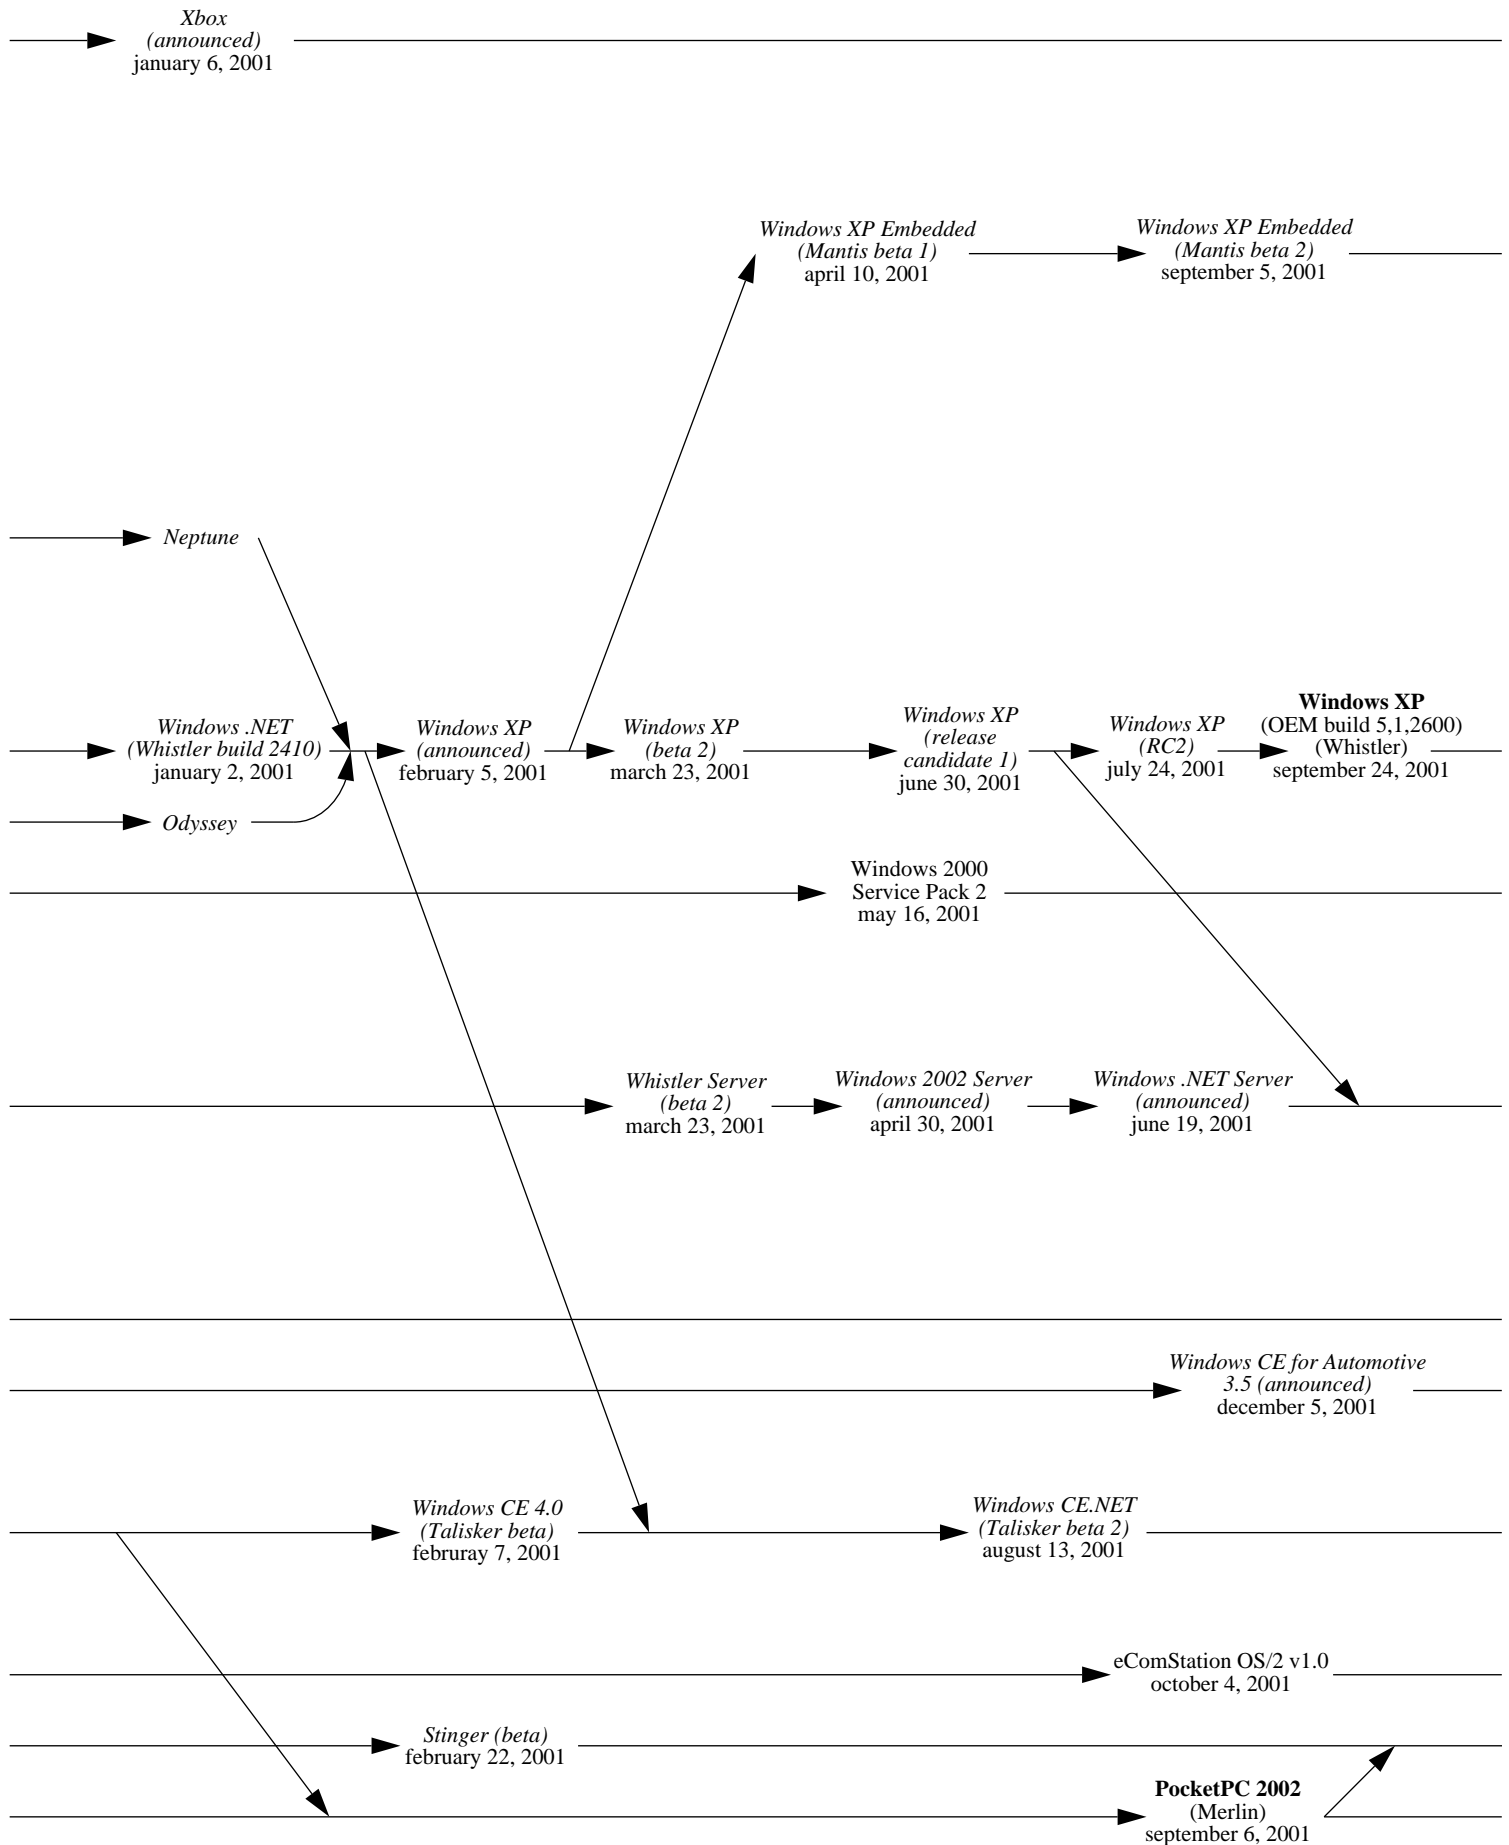 Xbox
(announced)
january 6, 2001
Windows XP Embedded
(Mantis beta 1)
april 10, 2001
Windows XP Embedded
(Mantis beta 2)
september 5, 2001
Neptune
Windows .NET
(Whistler build 2410)
january 2, 2001
Windows XP
(announced)
february 5, 2001
Windows XP
(beta 2)
march 23, 2001
Windows XP
(release
candidate 1)
june 30, 2001
Windows XP
(RC2)
july 24, 2001
Windows XP
(OEM build 5,1,2600)
(Whistler)
september 24, 2001
Odyssey
Windows 2000
Service Pack 2
may 16, 2001
Whistler Server
(beta 2)
march 23, 2001
Windows 2002 Server
(announced)
april 30, 2001
Windows .NET Server
(announced)
june 19, 2001
Windows CE for Automotive
3.5 (announced)
december 5, 2001
Windows CE 4.0
(Talisker beta)
februray 7, 2001
Windows CE.NET
(Talisker beta 2)
august 13, 2001
eComStation OS/2 v1.0
october 4, 2001
Stinger (beta)
february 22, 2001
PocketPC 2002
(Merlin)
september 6, 2001